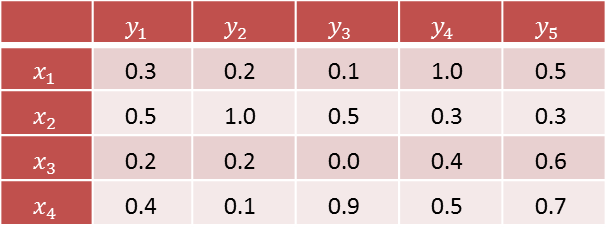 y₁ y₂ y₃ y₄ y₅
x₁ 0.3 0.2 0.1 1.0 0.5
x₂ 0.5 1.0 0.5 0.3 0.3
x₃ 0.2 0.2 0.0 0.4 0.6
x₄ 0.4 0.1 0.9 0.5 0.7